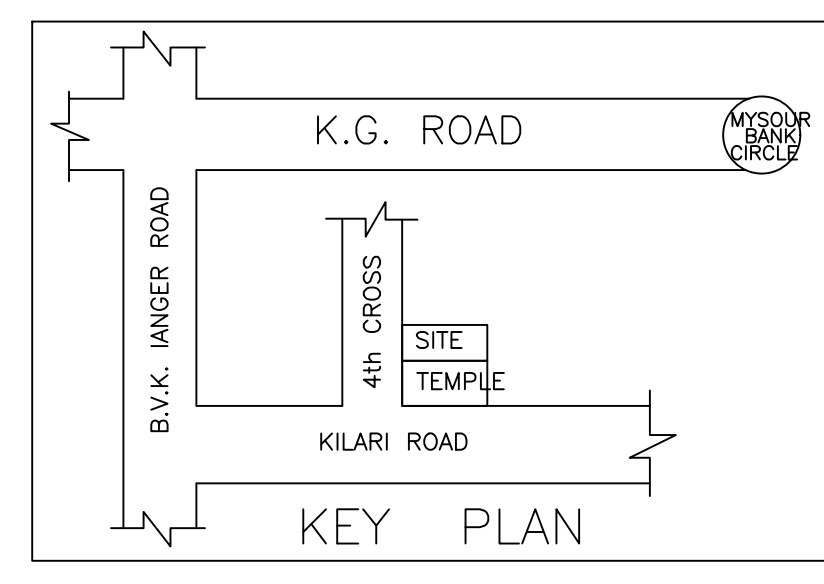 K.G. ROAD
MYSOUR
BANK
CIRCLE
B.V.K. IANGER ROAD
4th CROSS
SITE
TEMPLE
KILARI ROAD
KEY PLAN